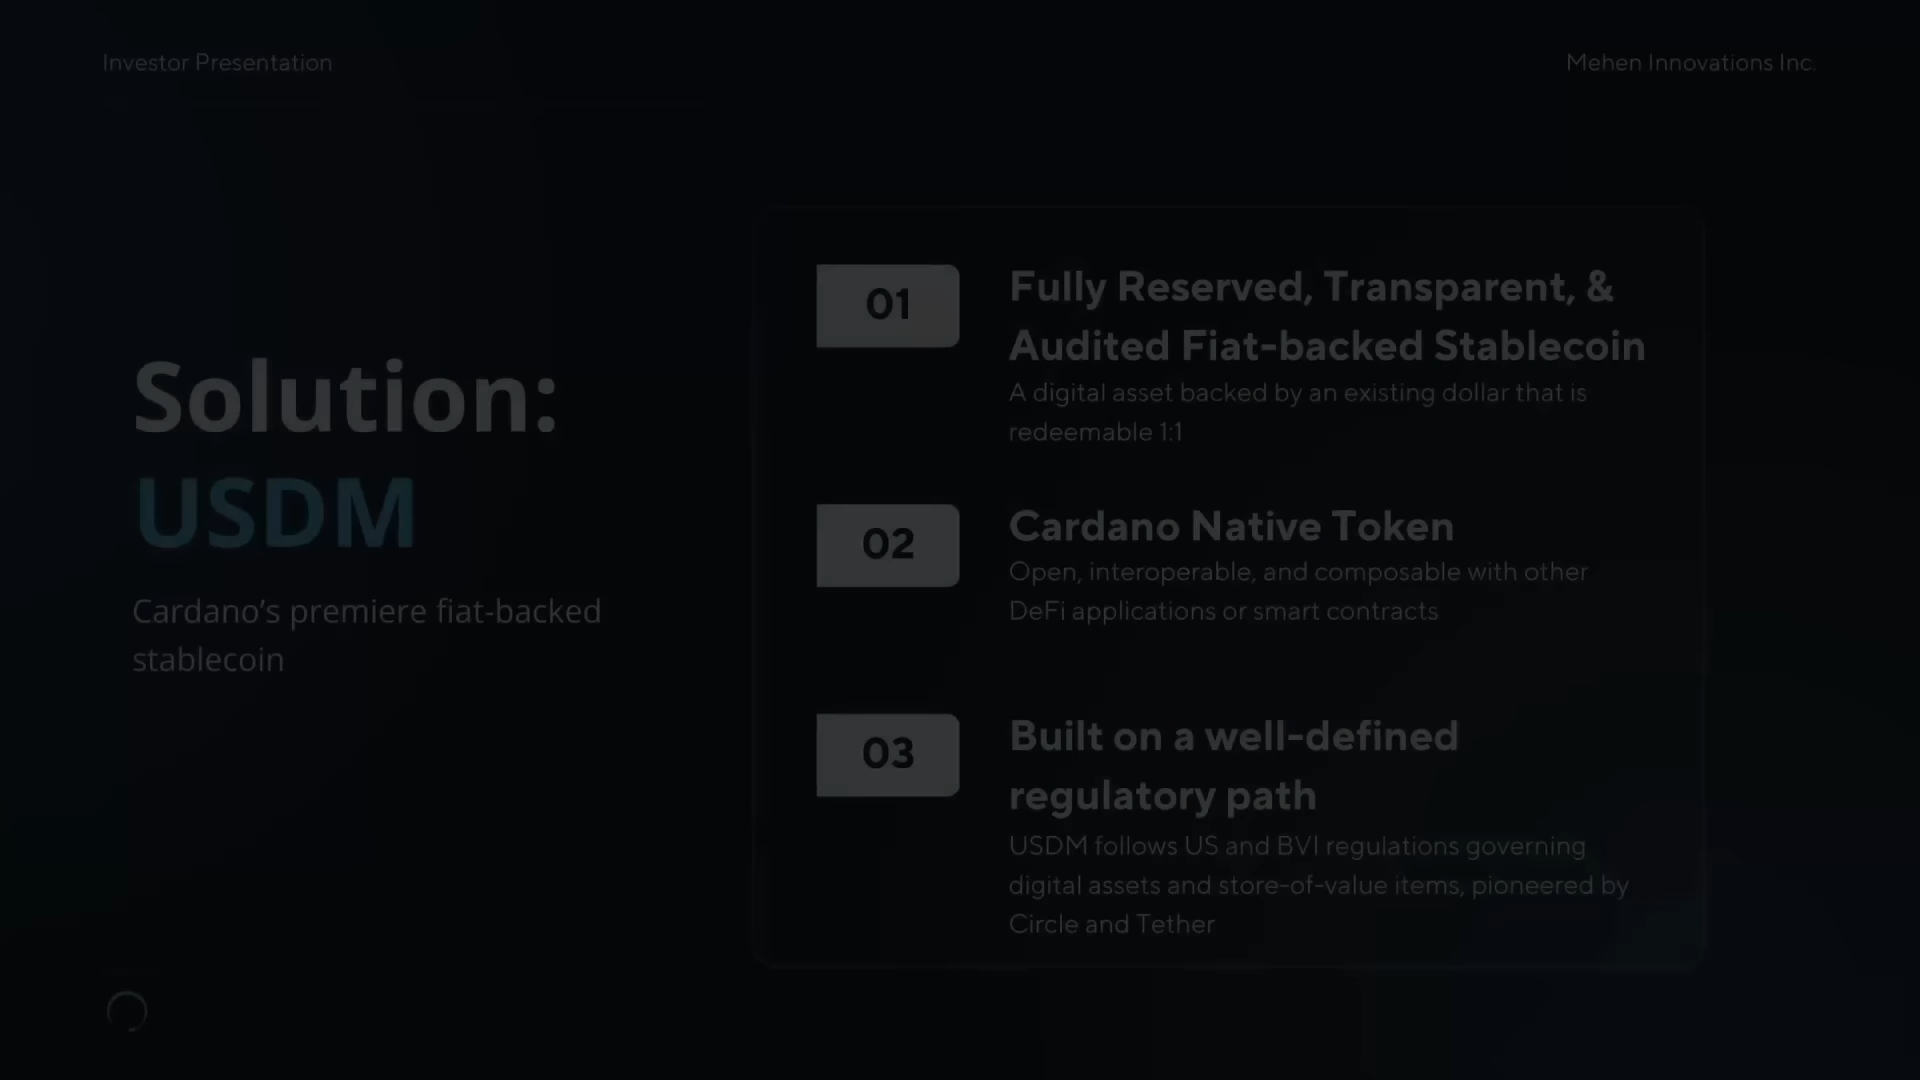 Investor Presentation
Mehen Innovations Inc.
Solution:
USDM
Cardano’s premiere fiat-backed
stablecoin
01
Fully Reserved, Transparent, &
Audited Fiat-backed Stablecoin
A digital asset backed by an existing dollar that is
redeemable 1:1
02
Cardano Native Token
Open, interoperable, and composable with other
DeFi applications or smart contracts
03
Built on a well-defined
regulatory path
USDM follows US and BVI regulations governing
digital assets and store-of-value items, pioneered by
Circle and Tether